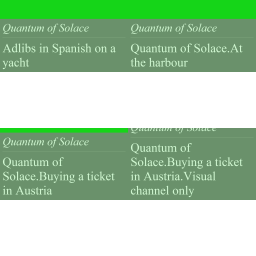 Quantum of Solace
Adlibs in Spanish on a
yacht
Quantum of Solace
Quantum of Solace.At
the harbour
Quantum of Solace
Quantum of
Solace.Buying a ticket
in Austria
Quantum of Solace
Quantum of
Solace.Buying a ticket
in Austria.Visual
channel only